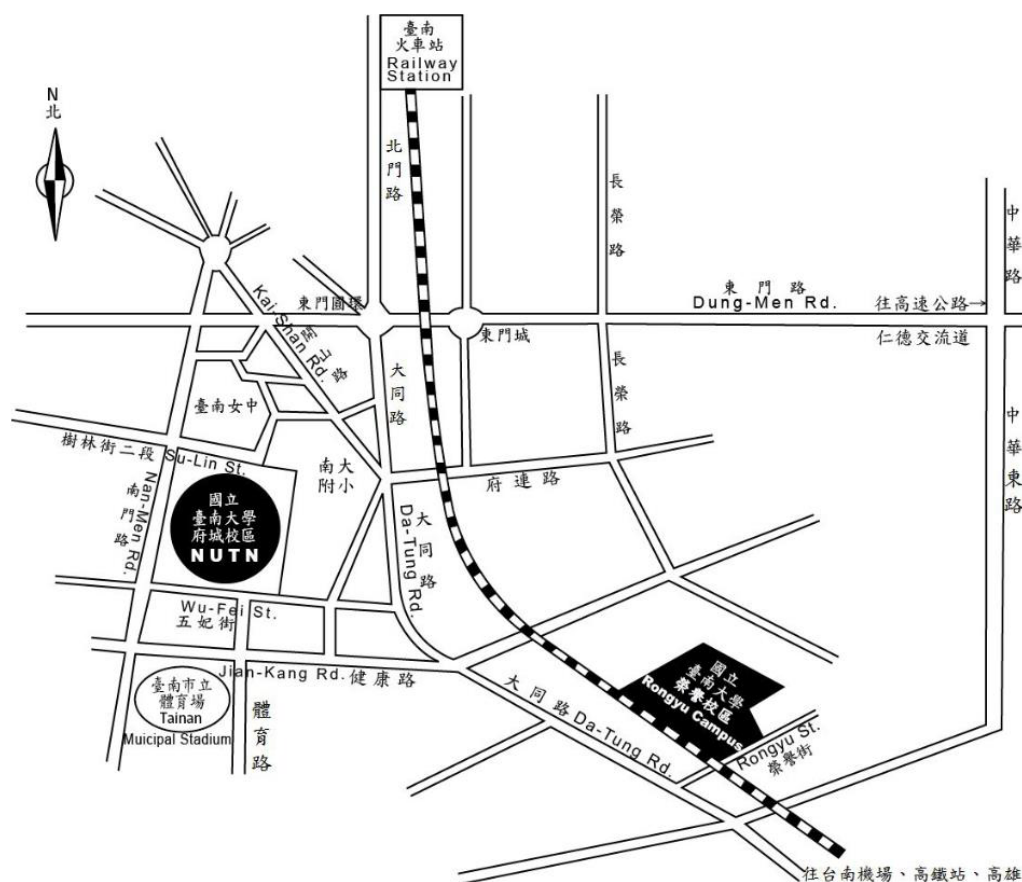 臺南
火車站
Railway
Station
N
北
北門路
長榮路
中華路
Kai-Shan Rd.
開山路
東門圓環
東門路
Dung-Men Rd.
往高速公路→
東門城
仁德交流道
大同路
長榮路
中華東路
臺南女中
樹林街二段 Su-Lin St.
南大
附小
府連路
Nan-Men Rd.
南門路
國立
臺南大學
府城校區
NUTN
大同路
Da-Tung Rd.
Wu-Fei St.
五妃街
Jian-Kang Rd. 健康路
臺南市立
體育場
Tainan
Muicipal Stadium
體育路
國立
臺南大學
榮譽校區
Rongyu Campus
大同路 Da-Tung Rd.
Rongyu St.
榮譽街
往台南機場、高鐵站、高雄